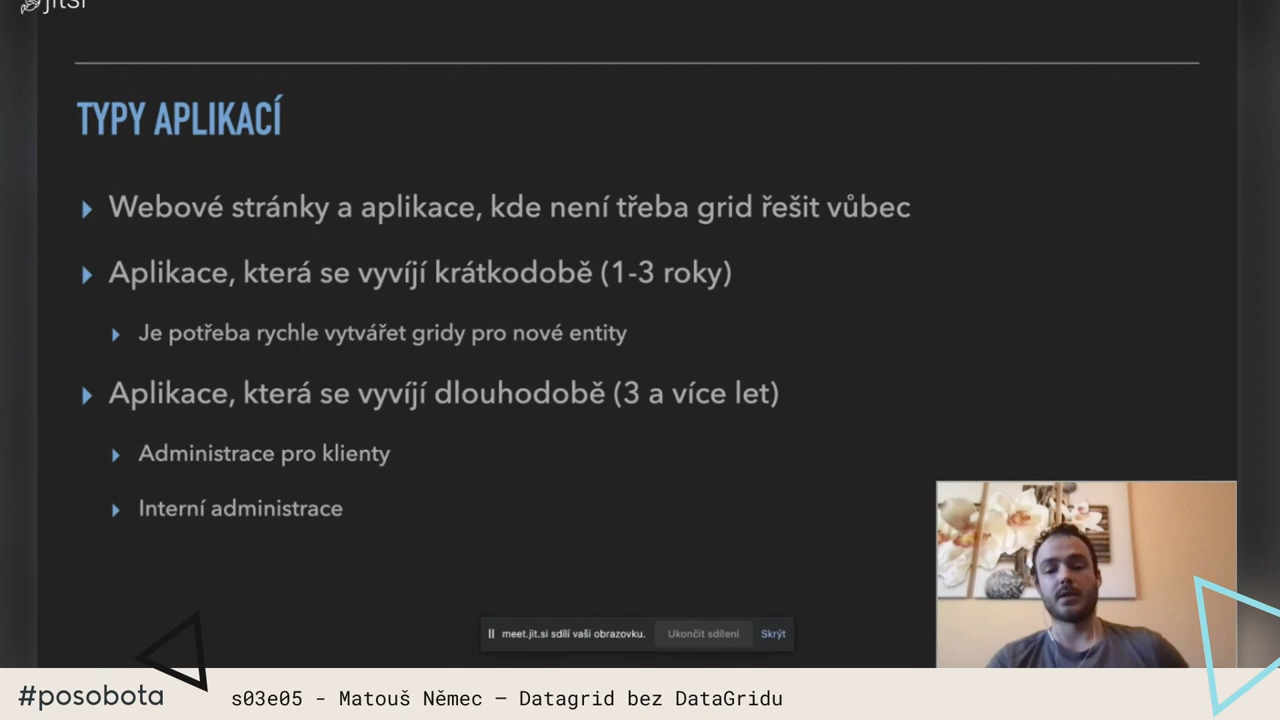 jitsi
TYPY APLIKACÍ
Webové stránky a aplikace, kde není třeba grid řešit vůbec
Aplikace, která se vyvíjí krátkodobě (1-3 roky)
Je potřeba rychle vytvářet gridy pro nové entity
Aplikace, která se vyvíjí dlouhodobě (3 a více let)
Administrace pro klienty
Interní administrace
meet.jit.si sdílí vaši obrazovku. Ukončit sdílení Skrýt
#posobota s03e05 - Matouš Němec – Datagrid bez DataGridu